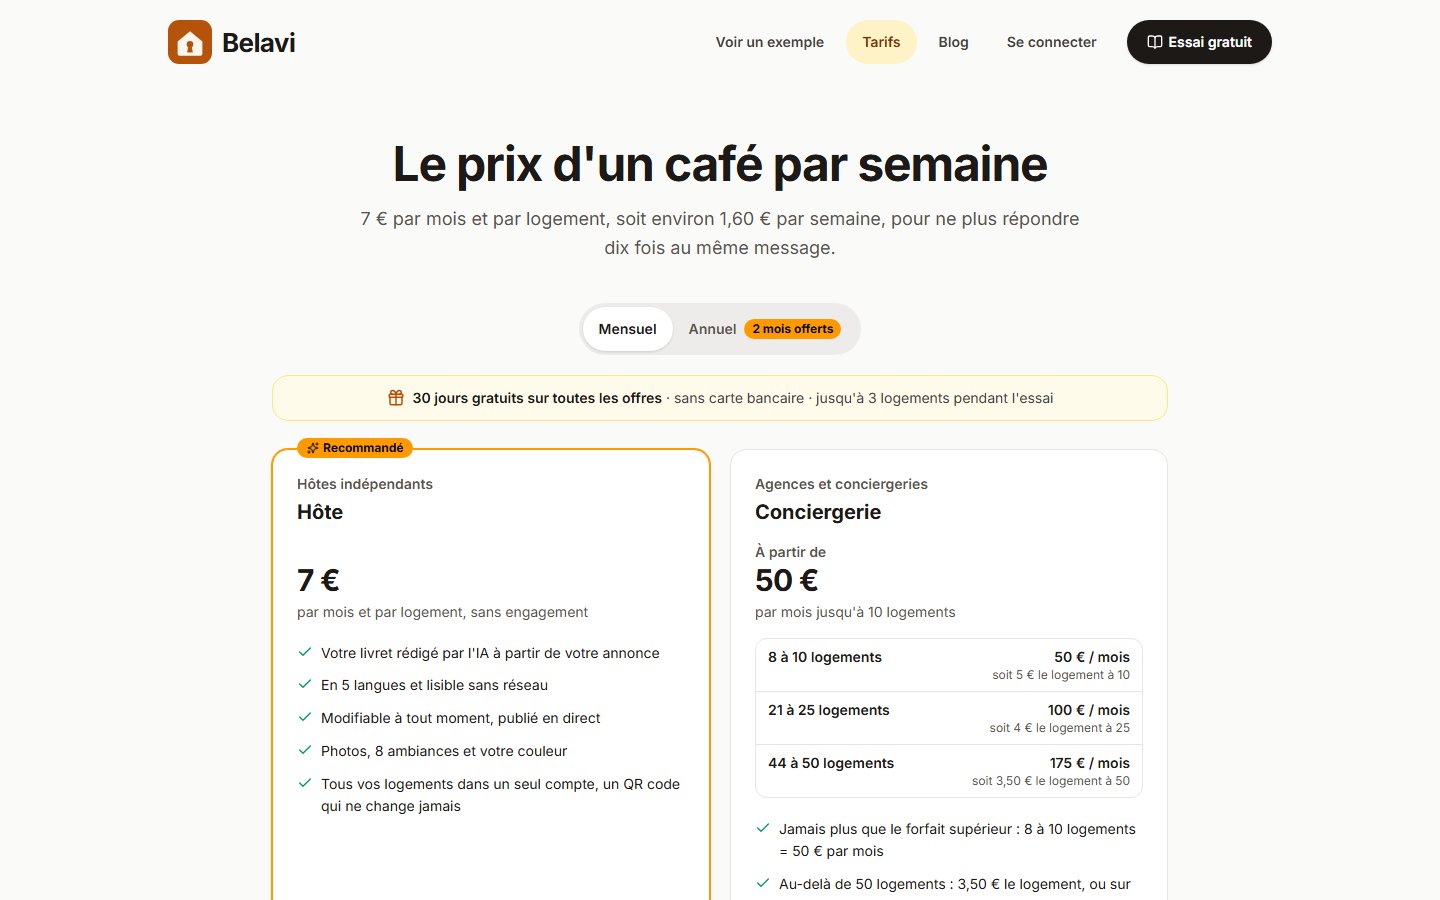 Belavi
Voir un exemple
Tarifs
Blog
Se connecter
Essai gratuit
Le prix d'un café par semaine
7 € par mois et par logement, soit environ 1,60 € par semaine, pour ne plus répondre
dix fois au même message.
Mensuel
Annuel
2 mois offerts
30 jours gratuits sur toutes les offres · sans carte bancaire · jusqu'à 3 logements pendant l'essai
Recommandé
Hôtes indépendants
Hôte
7 €
par mois et par logement, sans engagement
Votre livret rédigé par l'IA à partir de votre annonce
En 5 langues et lisible sans réseau
Modifiable à tout moment, publié en direct
Photos, 8 ambiances et votre couleur
Tous vos logements dans un seul compte, un QR code
qui ne change jamais
Agences et conciergeries
Conciergerie
À partir de
50 €
par mois jusqu'à 10 logements
8 à 10 logements
50 € / mois
soit 5 € le logement à 10
21 à 25 logements
100 € / mois
soit 4 € le logement à 25
44 à 50 logements
175 € / mois
soit 3,50 € le logement à 50
Jamais plus que le forfait supérieur : 8 à 10 logements
= 50 € par mois
Au-delà de 50 logements : 3,50 € le logement, ou sur